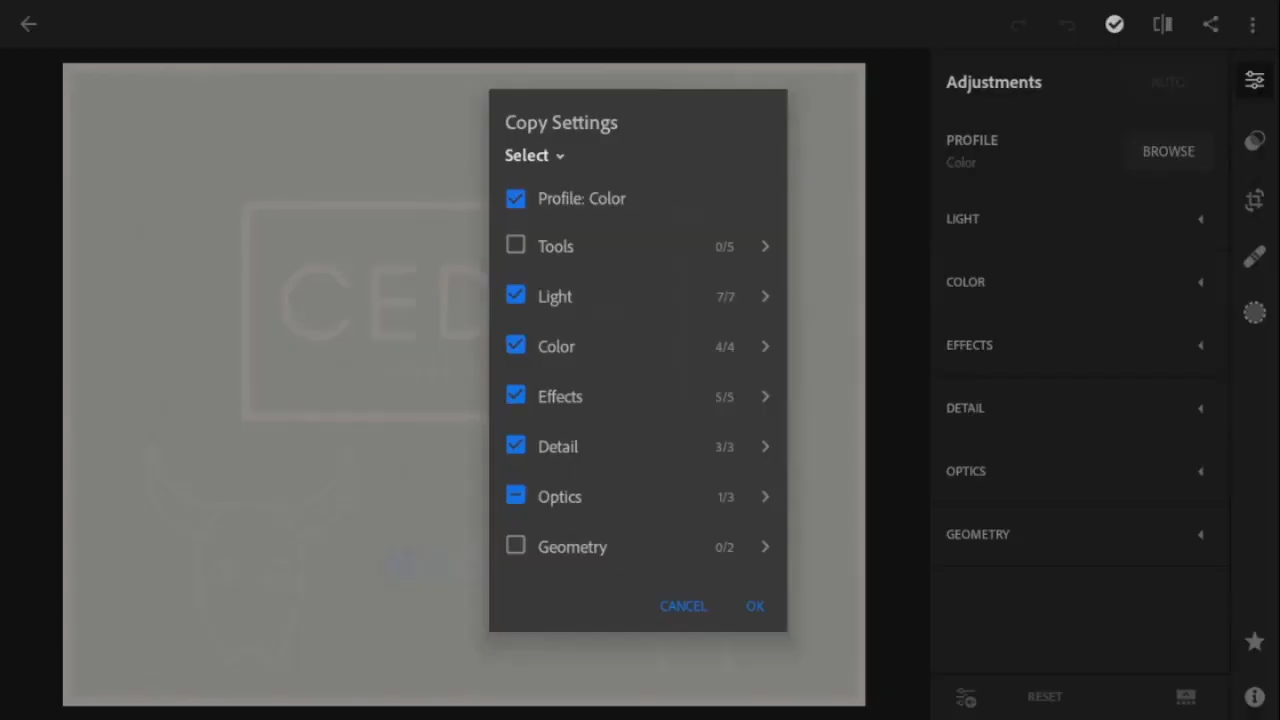 Adjustments
AUTO
PROFILE
Color
BROWSE
LIGHT
COLOR
EFFECTS
DETAIL
OPTICS
GEOMETRY
RESET
Copy Settings
Select
Profile: Color
Tools 0/5
Light 7/7
Color 4/4
Effects 5/5
Detail 3/3
Optics 1/3
Geometry 0/2
CANCEL OK
CED